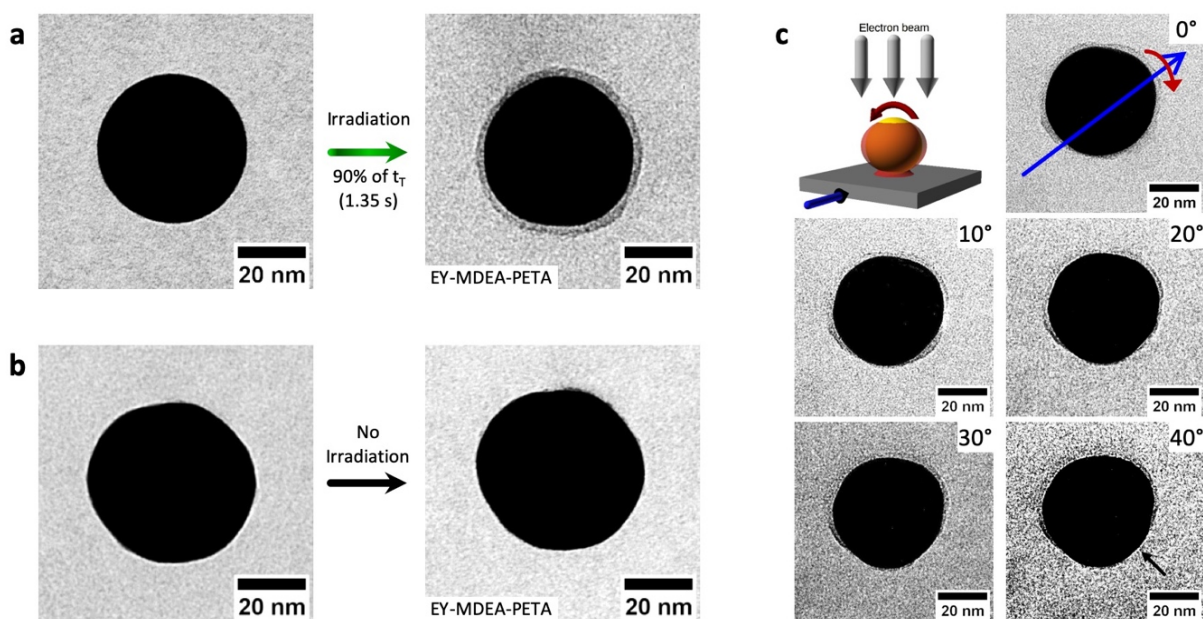 a
Irradiation
90% of tT
(1.35 s)
20 nm
EY-MDEA-PETA
20 nm
b
No
Irradiation
20 nm
EY-MDEA-PETA
20 nm
c
Electron beam
0°
20 nm
10°
20 nm
20°
20 nm
30°
20 nm
40°
20 nm